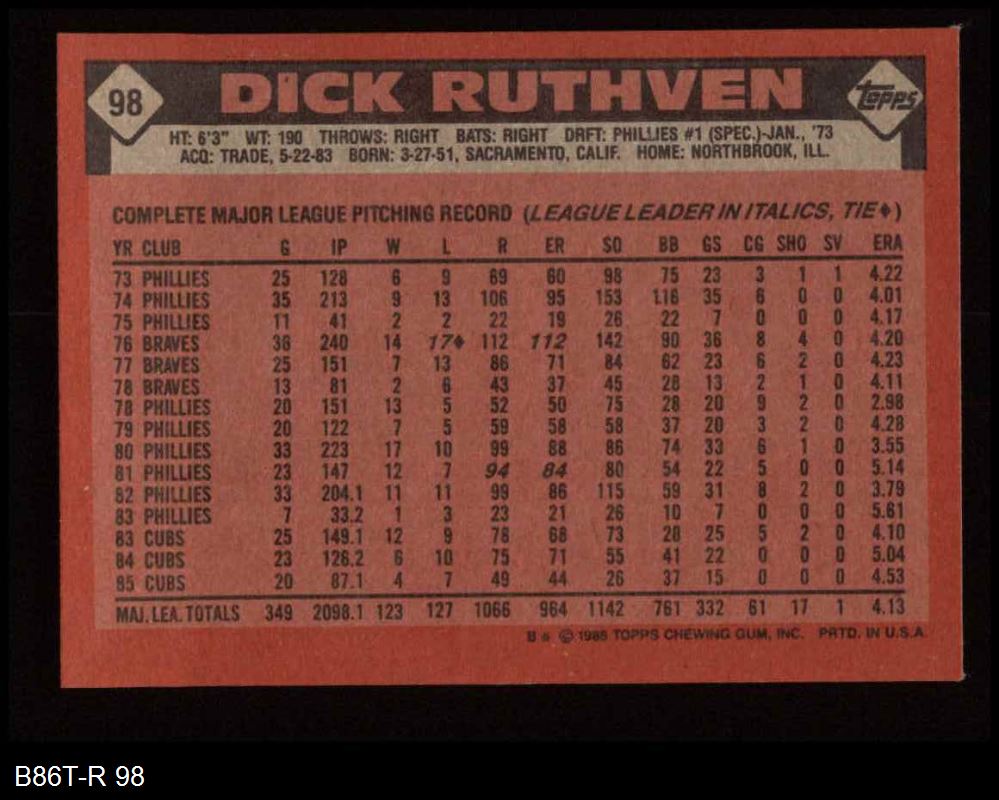 98 DICK RUTHVEN topps
HT: 6'3" WT: 190 THROWS: RIGHT BATS: RIGHT DRFT: PHILLIES #1 (SPEC.)-JAN., '73
ACQ: TRADE, 5-22-83 BORN: 3-27-51, SACRAMENTO, CALIF. HOME: NORTHBROOK, ILL.
COMPLETE MAJOR LEAGUE PITCHING RECORD (LEAGUE LEADER IN ITALICS, TIE♦)
YR CLUB G IP W L R ER SO BB GS CG SHO SV ERA
73 PHILLIES 25 128 6 9 69 60 98 75 23 3 1 1 4.22
74 PHILLIES 35 213 9 13 106 95 153 116 35 6 0 0 4.01
75 PHILLIES 11 41 2 2 22 19 26 22 7 0 0 0 4.17
76 BRAVES 36 240 14 17♦ 112 112 142 90 36 8 4 0 4.20
77 BRAVES 25 151 7 13 86 71 84 62 23 6 2 0 4.23
78 BRAVES 13 81 2 6 43 37 45 28 13 2 1 0 4.11
78 PHILLIES 20 151 13 5 52 50 75 28 20 9 2 0 2.98
79 PHILLIES 20 122 7 5 59 58 58 37 20 3 2 0 4.28
80 PHILLIES 33 223 17 10 99 88 86 74 33 6 1 0 3.55
81 PHILLIES 23 147 12 7 94 84 80 54 22 5 0 0 5.14
82 PHILLIES 33 204.1 11 11 99 86 115 59 31 8 2 0 3.79
83 PHILLIES 7 33.2 1 3 23 21 26 10 7 0 0 0 5.61
83 CUBS 25 149.1 12 9 78 68 73 28 25 5 2 0 4.10
84 CUBS 23 126.2 6 10 75 71 55 41 22 0 0 0 5.04
85 CUBS 20 87.1 4 7 49 44 26 37 15 0 0 0 4.53
MAJ. LEA. TOTALS 349 2098.1 123 127 1066 964 1142 761 332 61 17 1 4.13
© 1986 TOPPS CHEWING GUM, INC. PRTD. IN U.S.A.
B86T-R 98